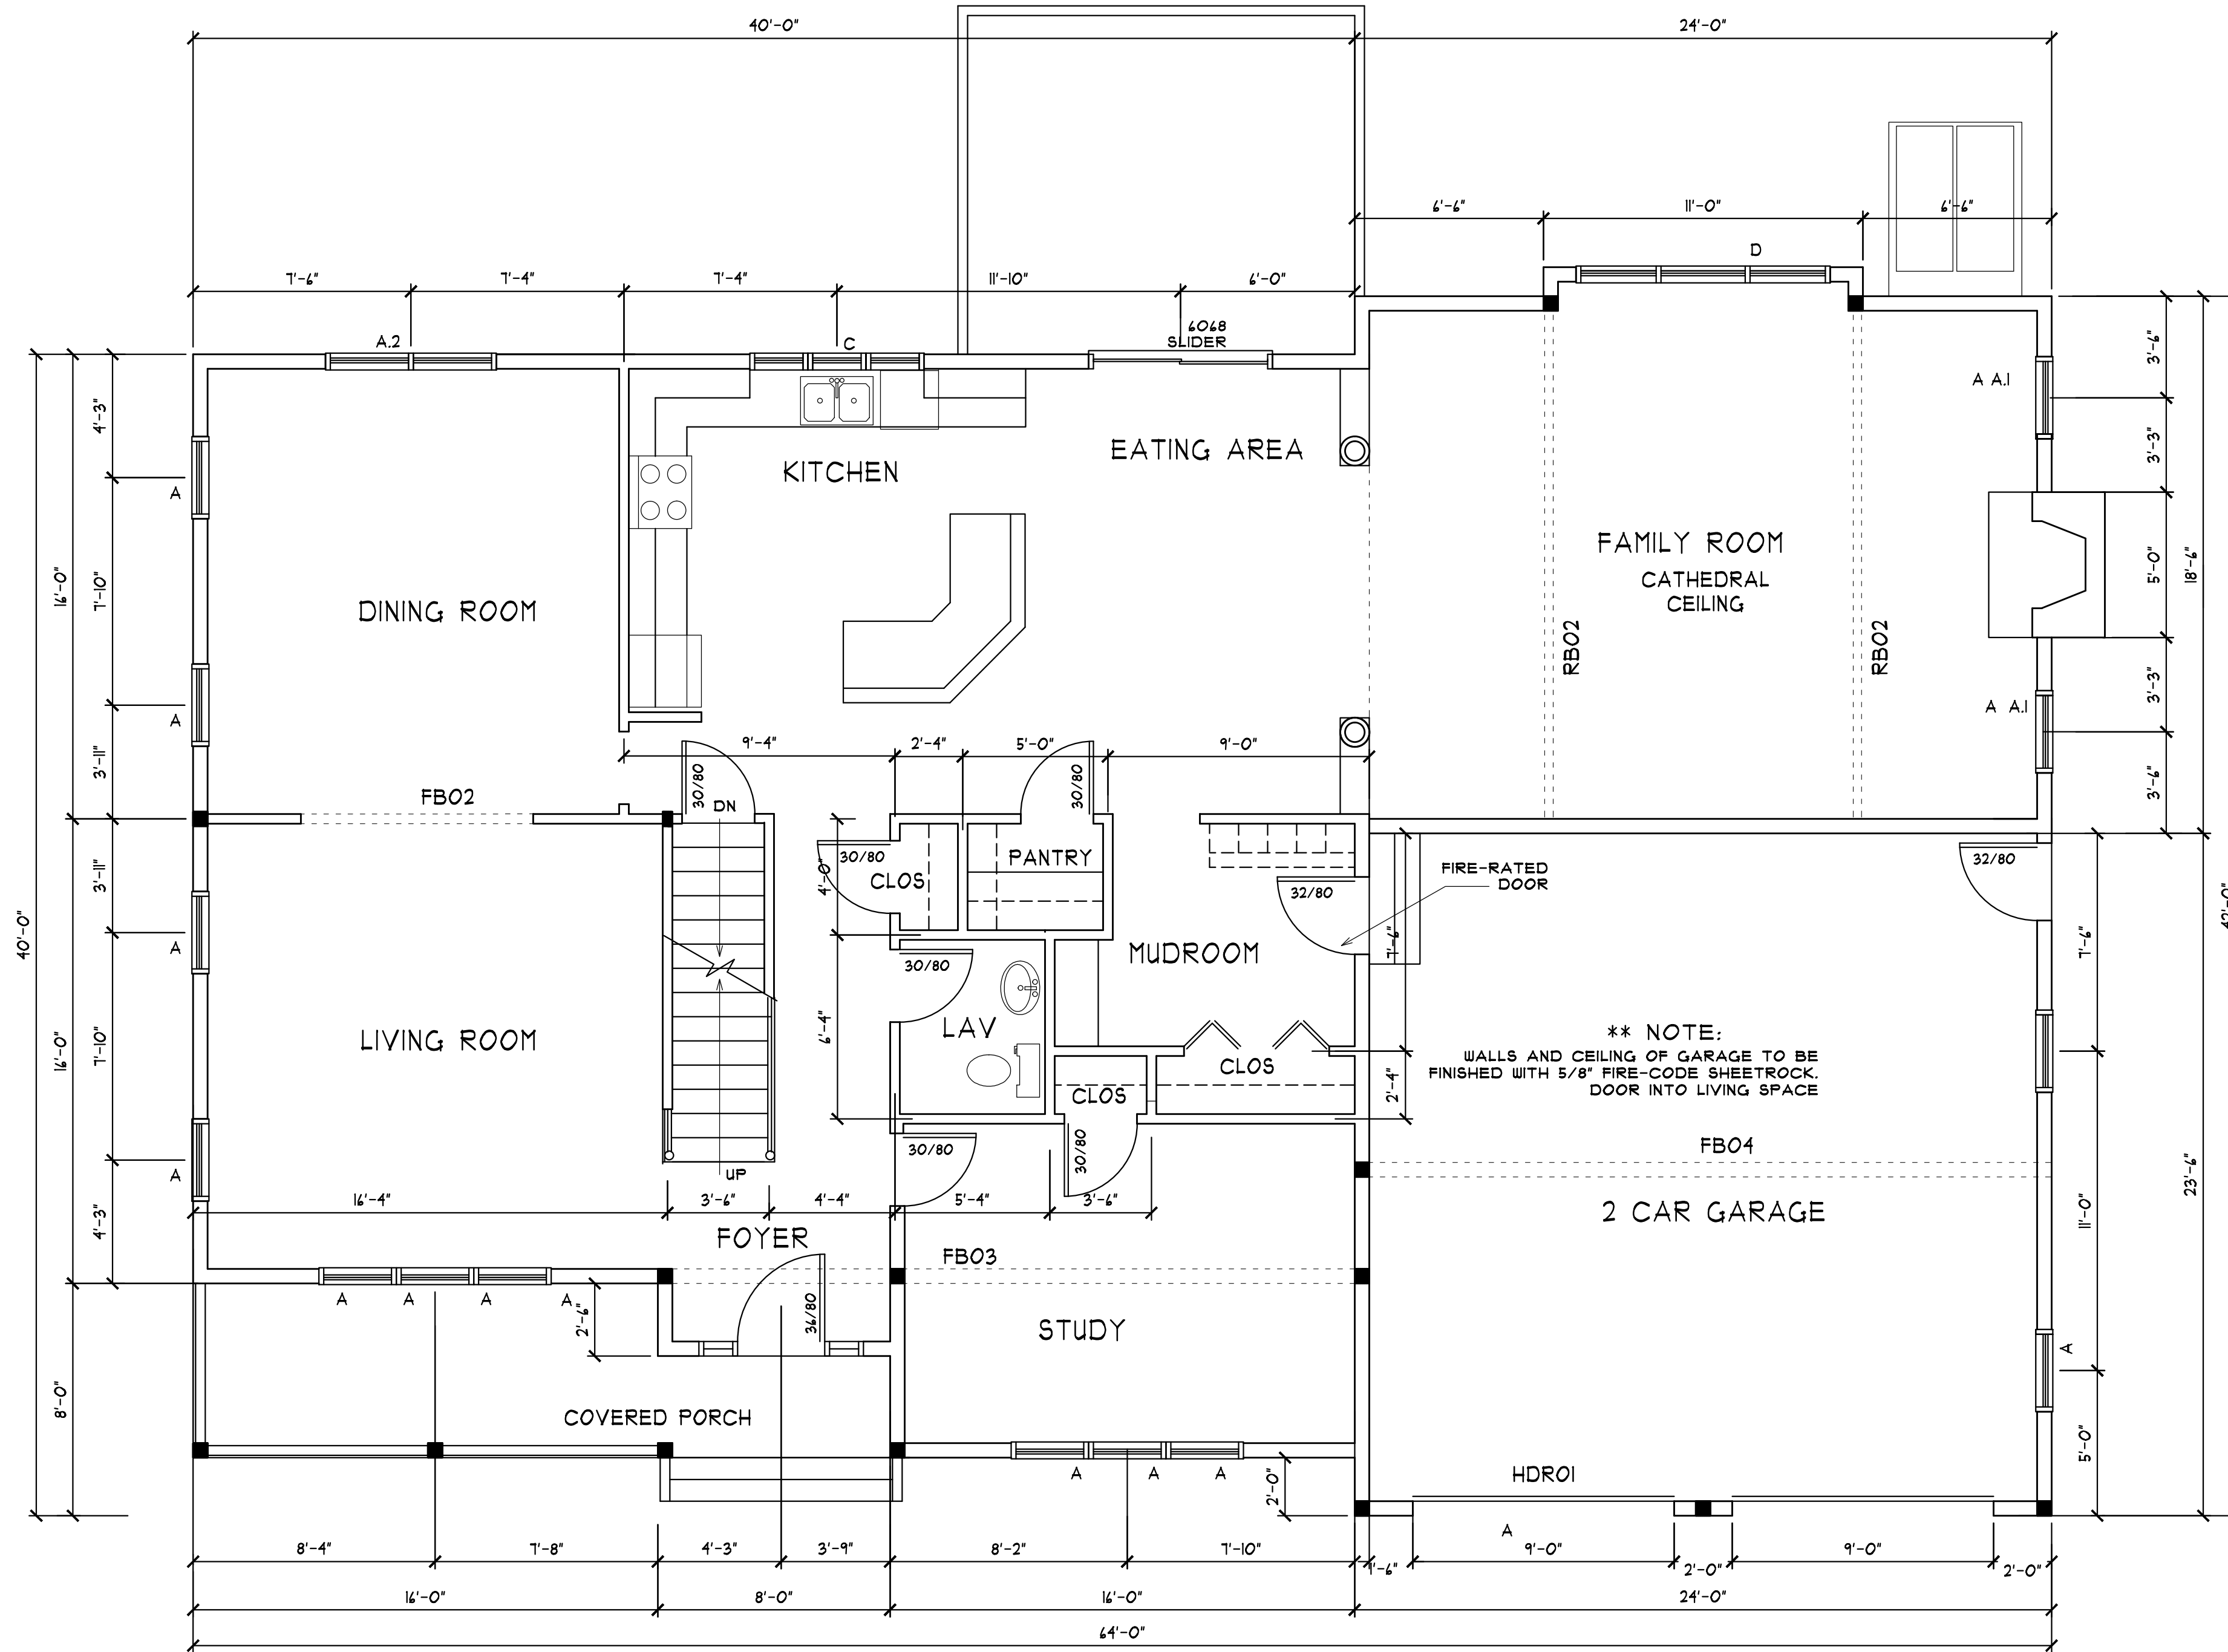 40'-0"
24'-0"
6'-6"
11'-0"
6'-6"
D
7'-6"
7'-4"
7'-4"
11'-10"
6'-0"
A.2
C
6068
SLIDER
3'-6"
A A.1
4'-3"
3'-3"
EATING AREA
KITCHEN
A
FAMILY ROOM
CATHEDRAL
CEILING
16'-0"
7'-10"
5'-0"
18'-6"
DINING ROOM
RB02
RB02
3'-3"
A
A A.1
3'-11"
9'-4"
2'-4"
5'-0"
9'-0"
3'-6"
30/80
30/80
FB02
DN
3'-11"
30/80
4'-0"
CLOS
PANTRY
32/80
FIRE-RATED
DOOR
32/80
40'-0"
42'-0"
A
7'-6"
7'-6"
MUDROOM
30/80
16'-0"
7'-10"
LIVING ROOM
6'-4"
LAV
** NOTE:
WALLS AND CEILING OF GARAGE TO BE
FINISHED WITH 5/8" FIRE-CODE SHEETROCK.
DOOR INTO LIVING SPACE
CLOS
CLOS
2'-4"
30/80
30/80
FB04
A
UP
23'-6"
16'-4"
3'-6"
4'-4"
5'-4"
3'-6"
4'-3"
11'-0"
2 CAR GARAGE
FOYER
FB03
A
A
A
A
2'-6"
36/80
STUDY
A
8'-0"
COVERED PORCH
5'-0"
A
A
A
2'-0"
HDR01
A
8'-4"
7'-8"
4'-3"
3'-9"
8'-2"
7'-10"
1'-6"
9'-0"
2'-0"
9'-0"
2'-0"
16'-0"
8'-0"
16'-0"
24'-0"
64'-0"